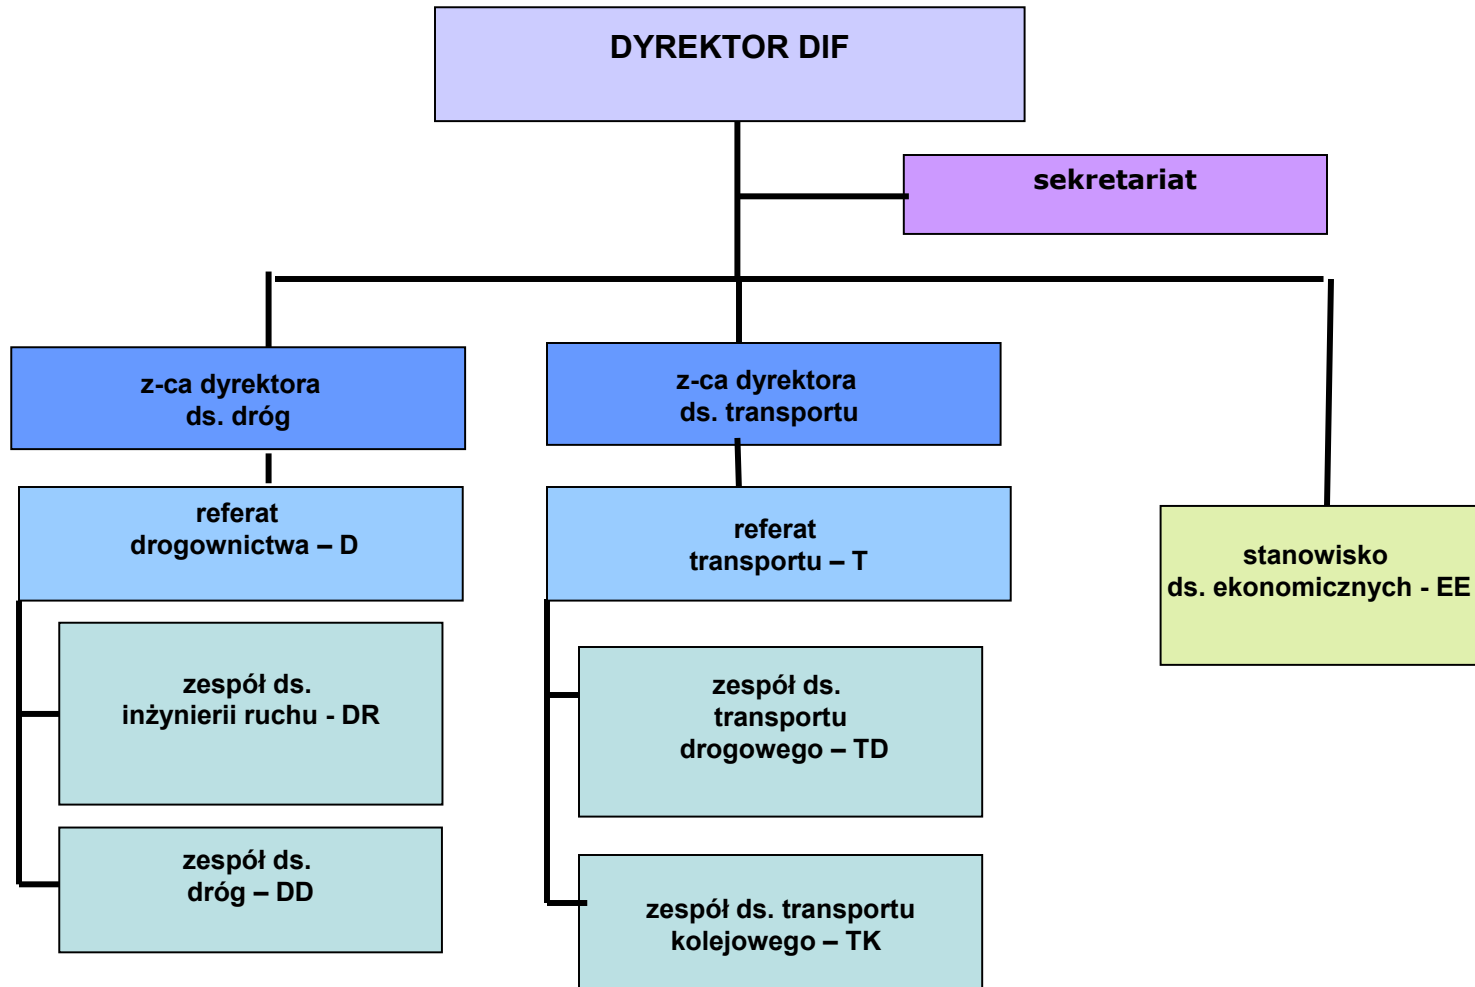 DYREKTOR DIF
sekretariat
z-ca dyrektora
ds. dróg
z-ca dyrektora
ds. transportu
referat
drogownictwa – D
referat
transportu – T
stanowisko
ds. ekonomicznych - EE
zespół ds.
inżynierii ruchu - DR
zespół ds.
transportu
drogowego – TD
zespół ds.
dróg – DD
zespół ds. transportu
kolejowego – TK